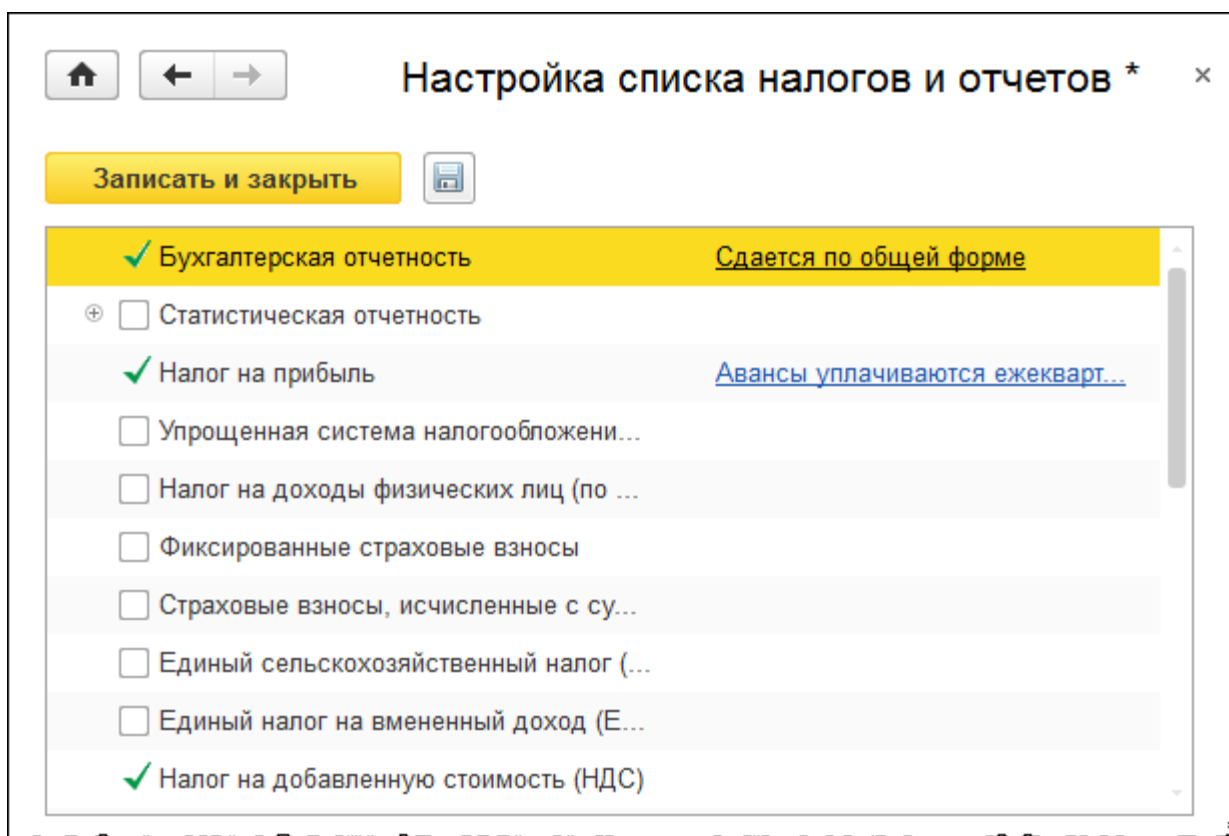 Настройка списка налогов и отчетов *
Записать и закрыть
Бухгалтерская отчетность Сдается по общей форме
Статистическая отчетность
Налог на прибыль Авансы уплачиваются ежекварт...
Упрощенная система налогообложени...
Налог на доходы физических лиц (по ...
Фиксированные страховые взносы
Страховые взносы, исчисленные с су...
Единый сельскохозяйственный налог (...
Единый налог на вмененный доход (Е...
Налог на добавленную стоимость (НДС)